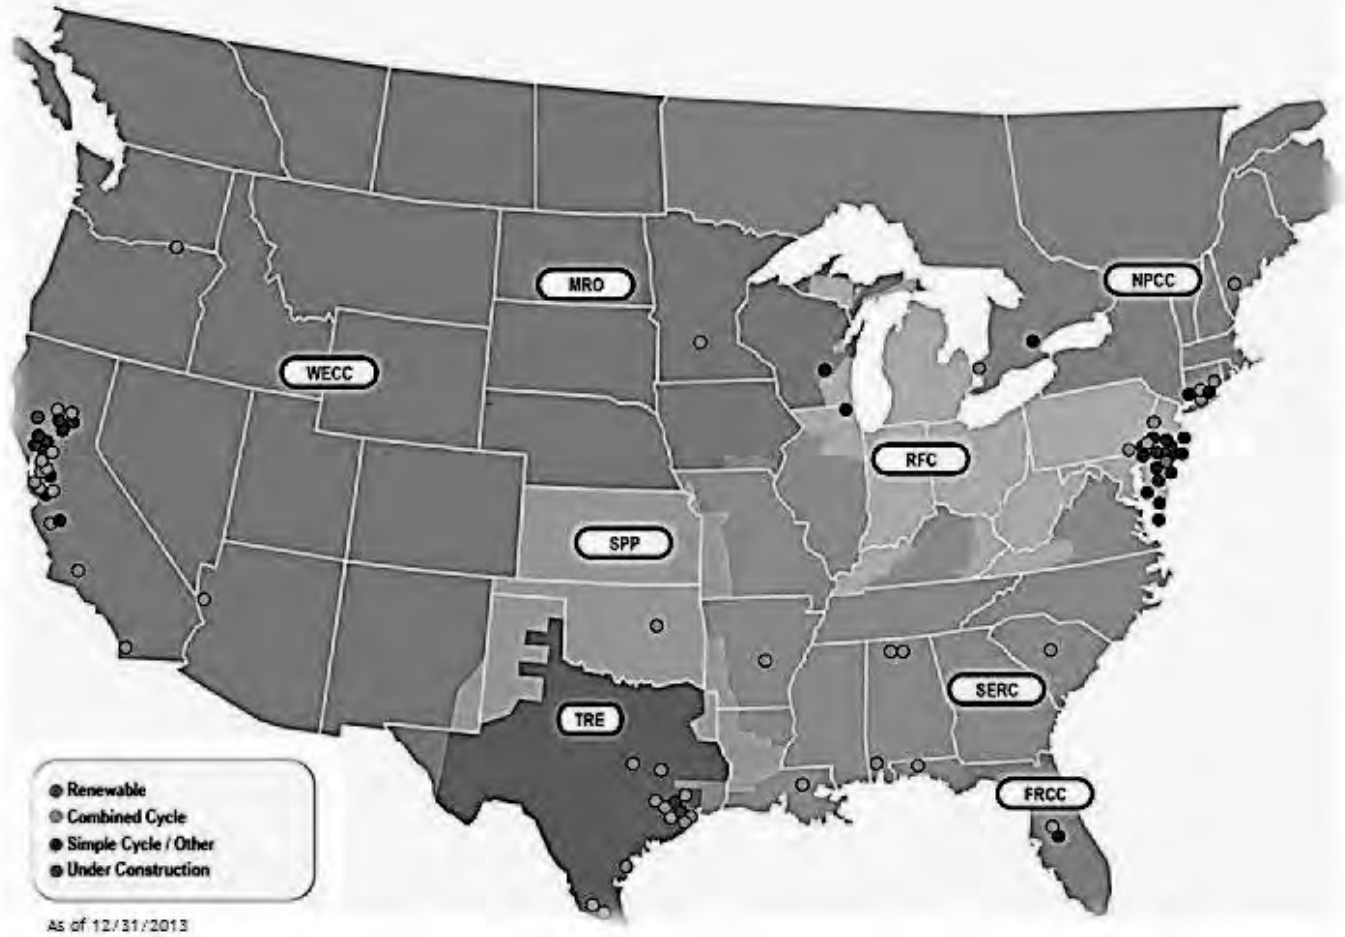 MRO
NPCC
WECC
RFC
SPP
SERC
TRE
FRCC
Renewable
Combined Cycle
Simple Cycle / Other
Under Construction
As of 12/31/2013